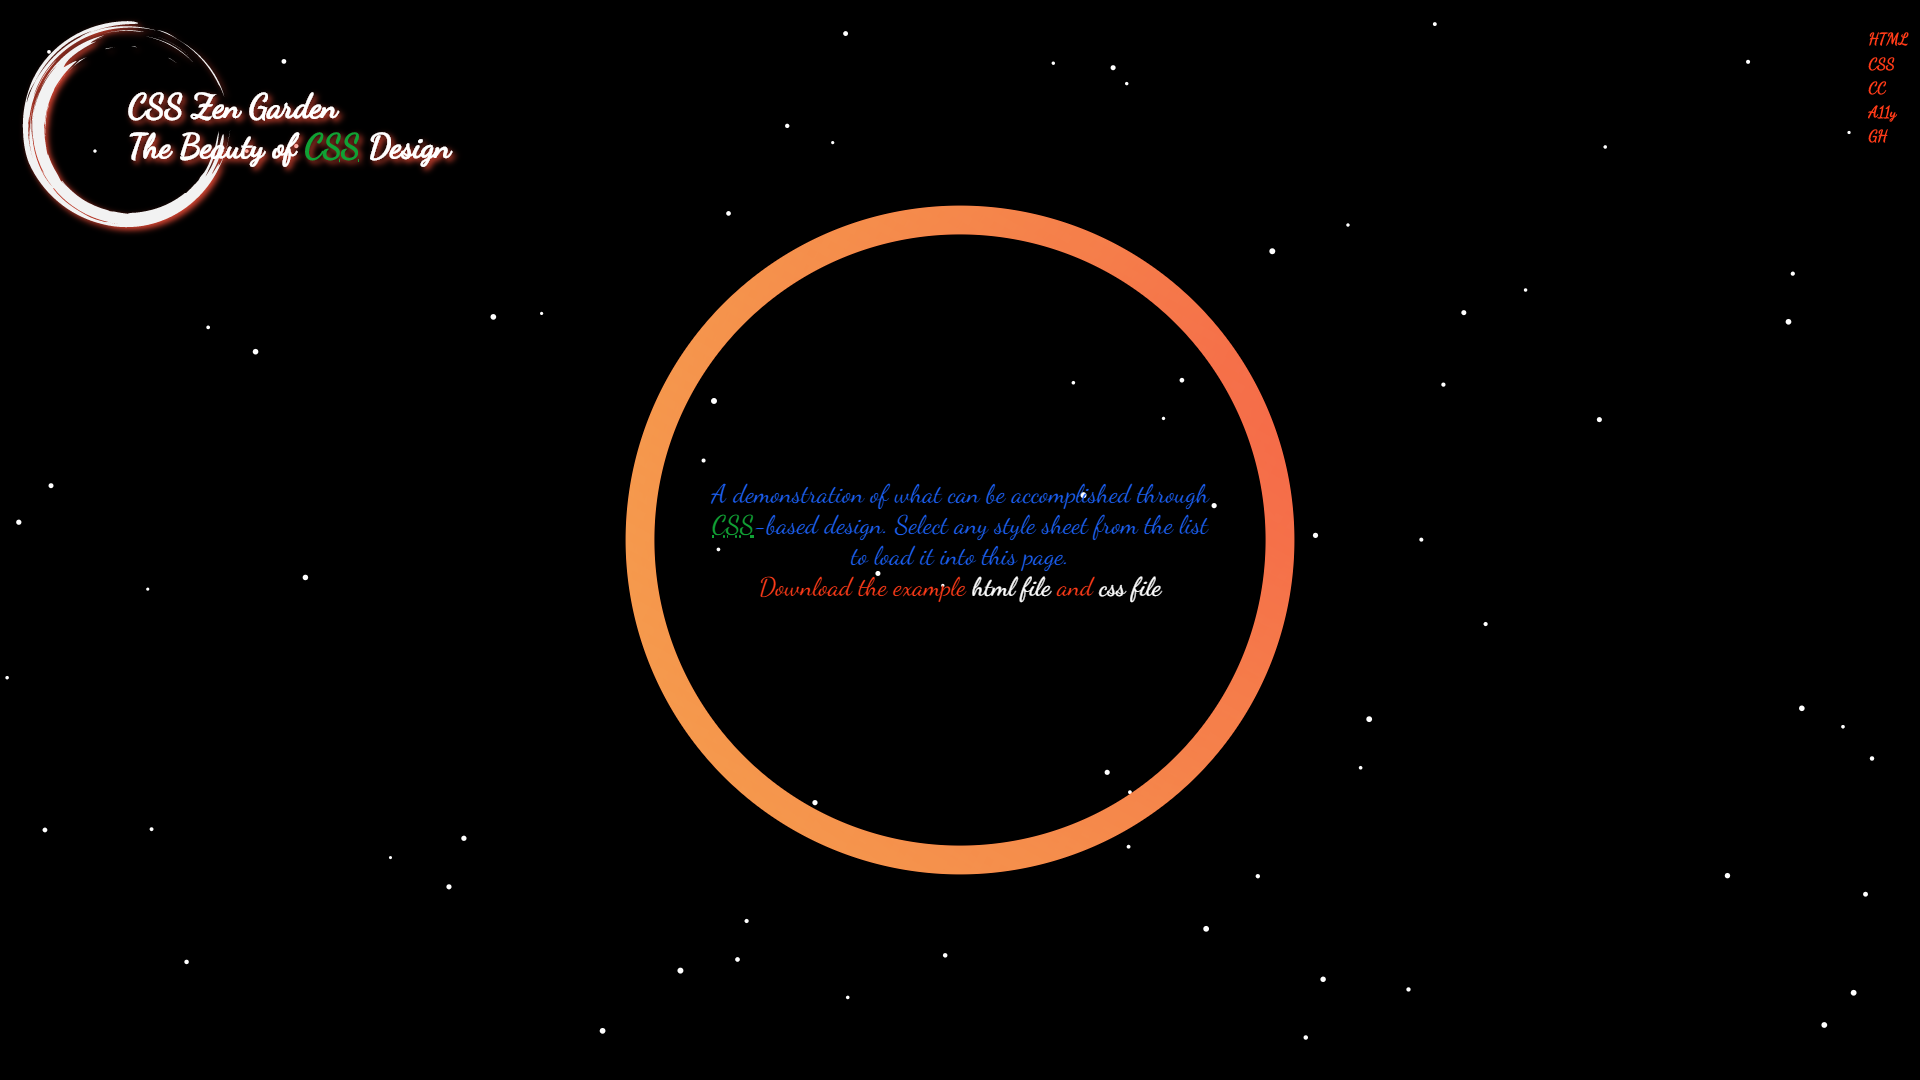 CSS Zen Garden
The Beauty of CSS Design
HTML
CSS
CC
A11y
GH
A demonstration of what can be accomplished through
CSS-based design. Select any style sheet from the list
to load it into this page.
Download the example html file and css file